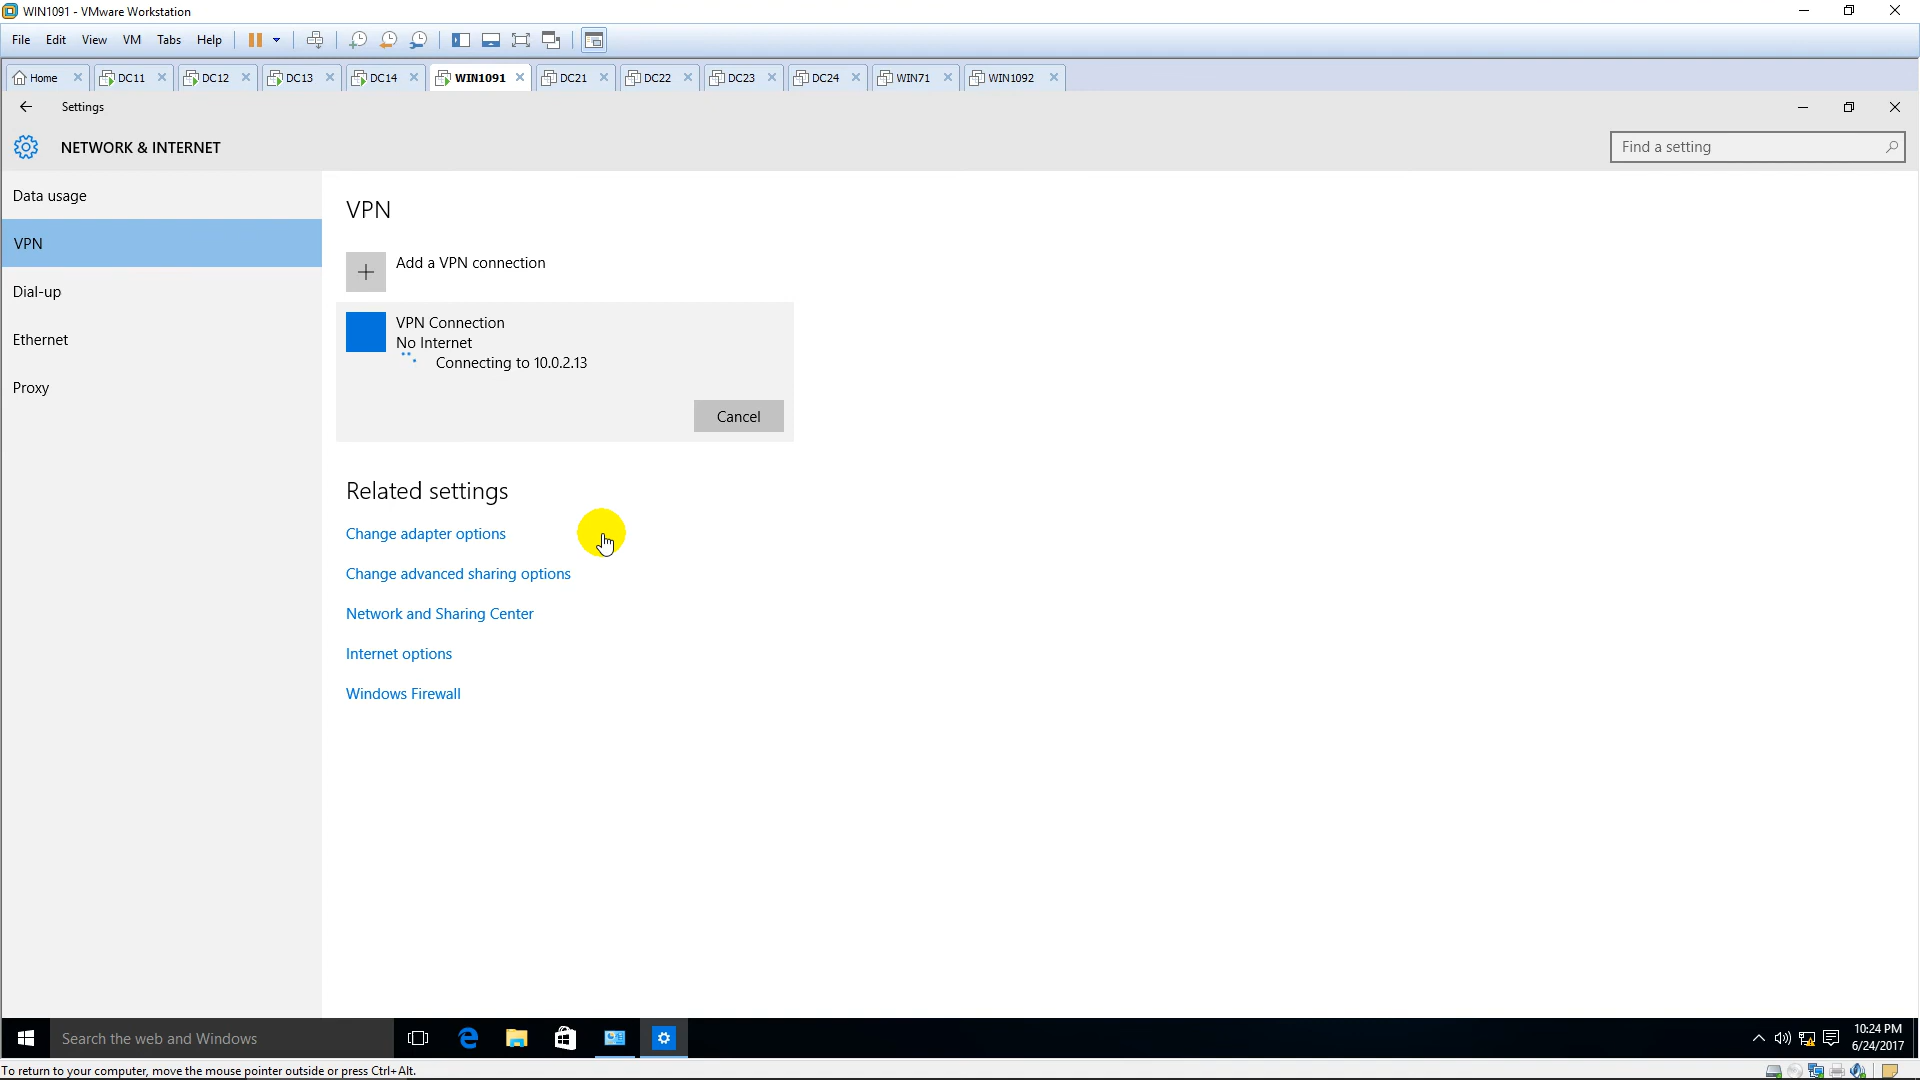 WIN1091 - VMware Workstation
File Edit View VM Tabs Help
Home DC11 DC12 DC13 DC14 WIN1091 DC21 DC22 DC23 DC24 WIN71 WIN1092
Settings
NETWORK & INTERNET
Find a setting
Data usage
VPN
Dial-up
Ethernet
Proxy
VPN
Add a VPN connection
VPN Connection
No Internet
Connecting to 10.0.2.13
Cancel
Related settings
Change adapter options
Change advanced sharing options
Network and Sharing Center
Internet options
Windows Firewall
Search the web and Windows
10:24 PM
6/24/2017
To return to your computer, move the mouse pointer outside or press Ctrl+Alt.